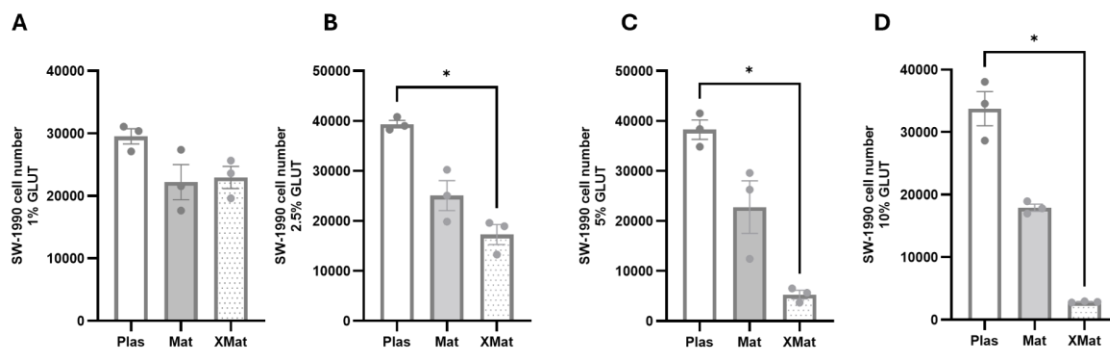 A
SW-1990 cell number
1% GLUT
40000
30000
20000
10000
0
Plas Mat XMat
B
SW-1990 cell number
2.5% GLUT
50000
40000
30000
20000
10000
0
*
Plas Mat XMat
C
SW-1990 cell number
5% GLUT
50000
40000
30000
20000
10000
0
*
Plas Mat XMat
D
SW-1990 cell number
10% GLUT
40000
30000
20000
10000
0
*
Plas Mat XMat